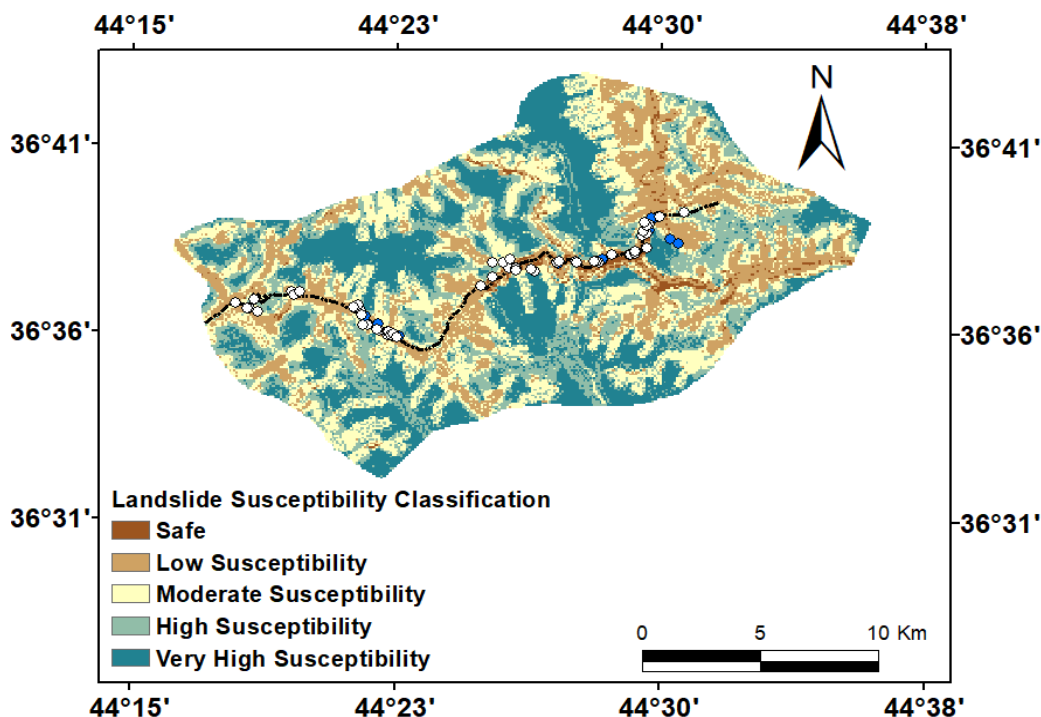 44°15' 44°23' 44°30' 44°38'
N
36°41' 36°41'
36°36' 36°36'
Landslide Susceptibility Classification
36°31' 36°31'
Safe
Low Susceptibility
Moderate Susceptibility
High Susceptibility
0 5 10 Km
Very High Susceptibility
44°15' 44°23' 44°30' 44°38'